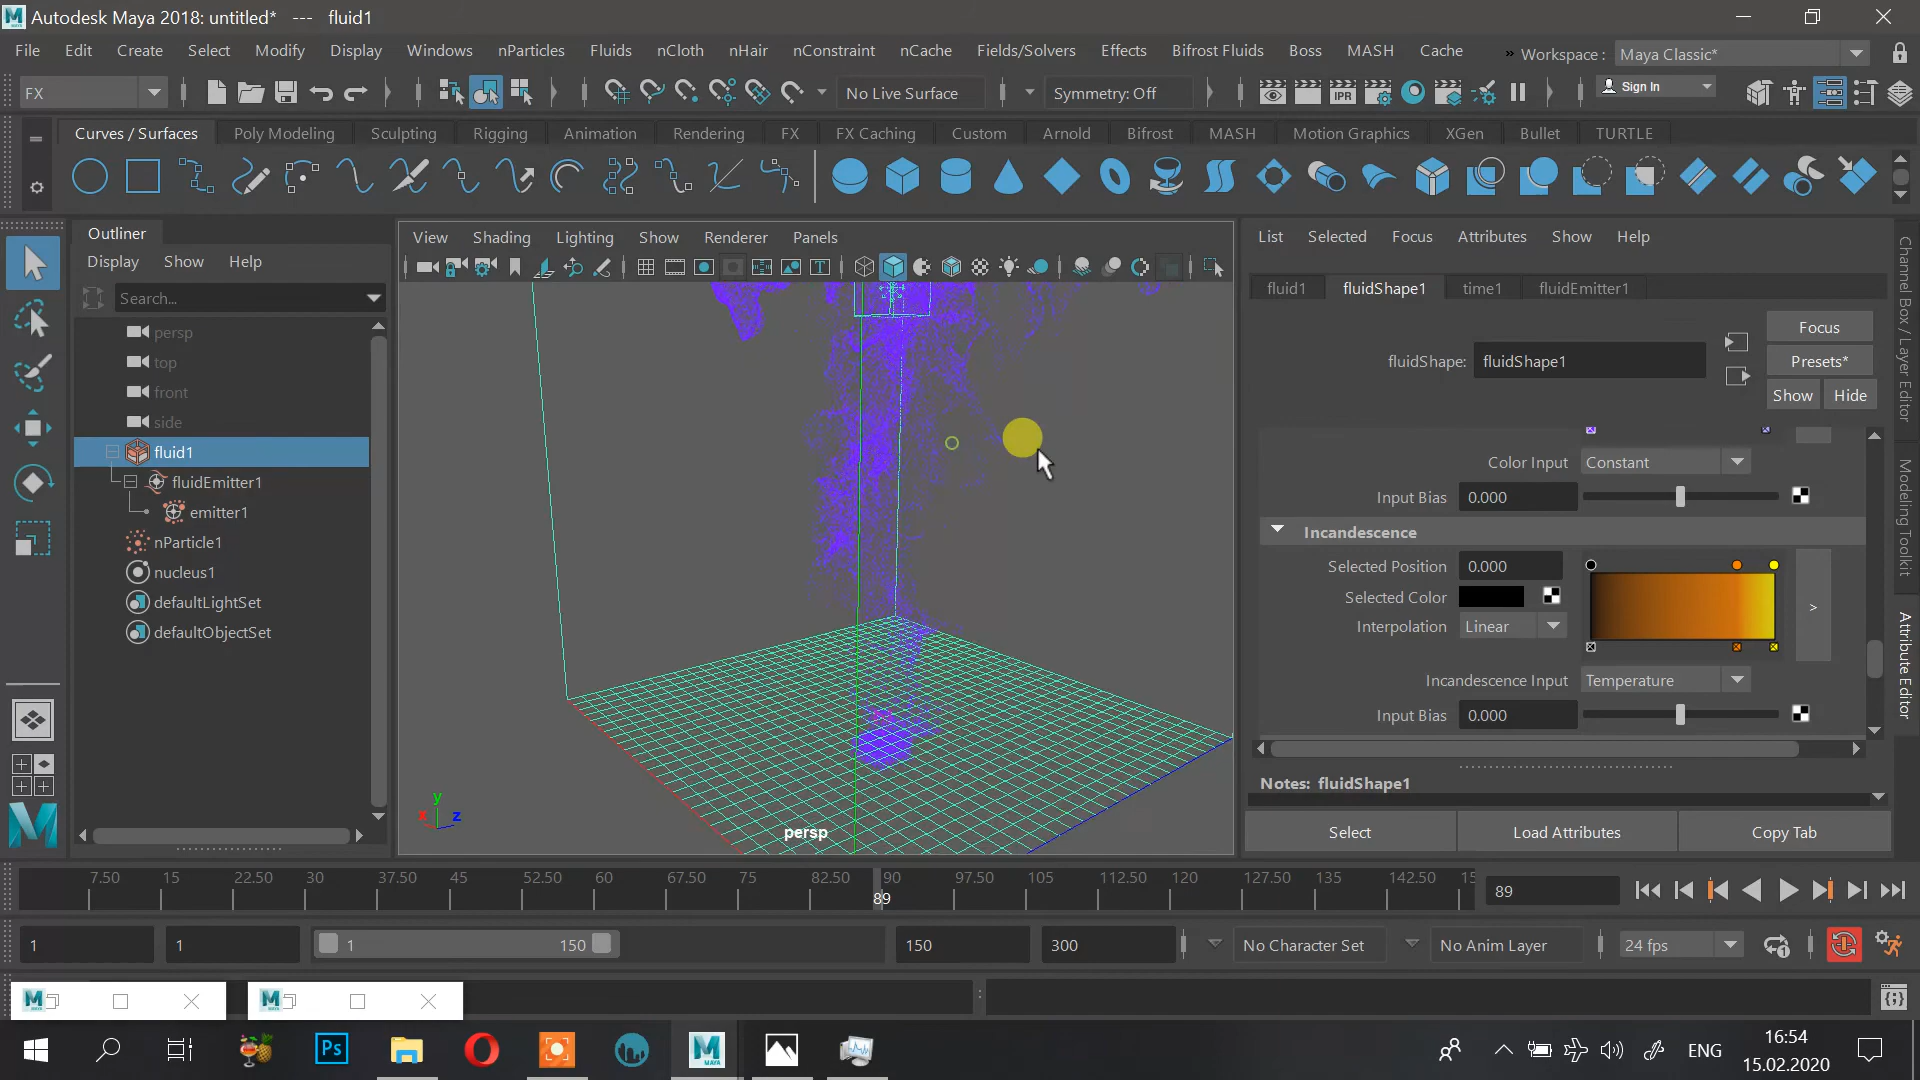 Autodesk Maya 2018: untitled* --- fluid1
File Edit Create Select Modify Display Windows nParticles Fluids nCloth nHair nConstraint nCache Fields/Solvers Effects Bifrost Fluids Boss MASH Cache » Workspace : Maya Classic*
FX No Live Surface Symmetry: Off IPR Sign In
Curves / Surfaces Poly Modeling Sculpting Rigging Animation Rendering FX FX Caching Custom Arnold Bifrost MASH Motion Graphics XGen Bullet TURTLE
Outliner
Display Show Help
Search...
persp
top
front
side
fluid1
fluidEmitter1
emitter1
nParticle1
nucleus1
defaultLightSet
defaultObjectSet
View Shading Lighting Show Renderer Panels
y
x z
persp
List Selected Focus Attributes Show Help
fluid1 fluidShape1 time1 fluidEmitter1
Focus
fluidShape: fluidShape1
Presets*
Show Hide
Color Input Constant
Input Bias 0.000
Incandescence
Selected Position 0.000
Selected Color
Interpolation Linear
>
Incandescence Input Temperature
Input Bias 0.000
Notes: fluidShape1
Select Load Attributes Copy Tab
Channel Box / Layer Editor
Modeling Toolkit
Attribute Editor
7.50 15 22.50 30 37.50 45 52.50 60 67.50 75 82.50 90 97.50 105 112.50 120 127.50 135 142.50 15
89
89
1 1 1 150 150 300 No Character Set No Anim Layer 24 fps
M M
Ps MAYA ENG 16:54
15.02.2020